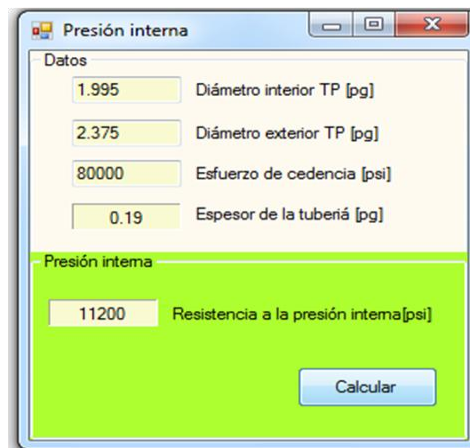 Presión interna
Datos
1.995 Diámetro interior TP [pg]
2.375 Diámetro exterior TP [pg]
80000 Esfuerzo de cedencia [psi]
0.19 Espesor de la tuberiá [pg]
Presión interna
11200 Resistencia a la presión interna[psi]
Calcular